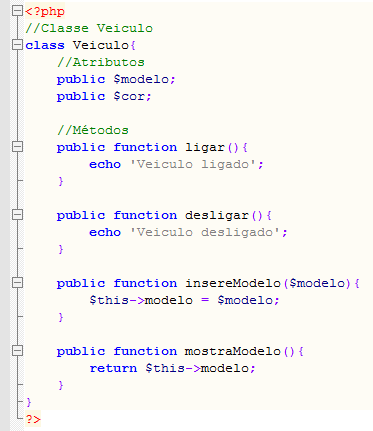 <?php
//Classe Veiculo
class Veiculo{
    //Atributos
    public $modelo;
    public $cor;

    //Métodos
    public function ligar(){
        echo 'Veiculo ligado';
    }

    public function desligar(){
        echo 'Veiculo desligado';
    }

    public function insereModelo($modelo){
        $this->modelo = $modelo;
    }

    public function mostraModelo(){
        return $this->modelo;
    }
}
?>